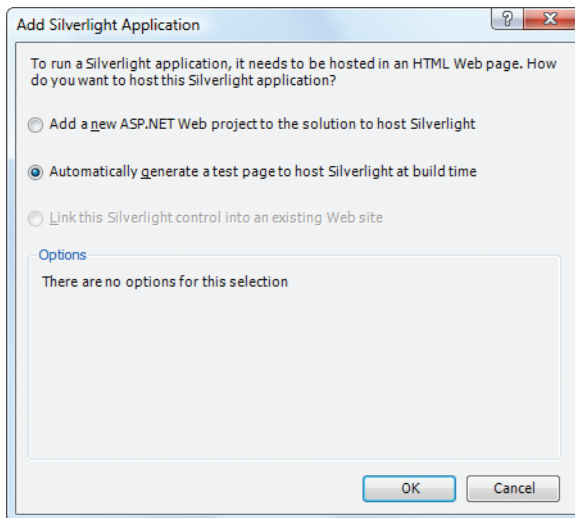 Add Silverlight Application
To run a Silverlight application, it needs to be hosted in an HTML Web page. How
do you want to host this Silverlight application?
Add a new ASP.NET Web project to the solution to host Silverlight
Automatically generate a test page to host Silverlight at build time
Link this Silverlight control into an existing Web site
Options
There are no options for this selection
OK
Cancel